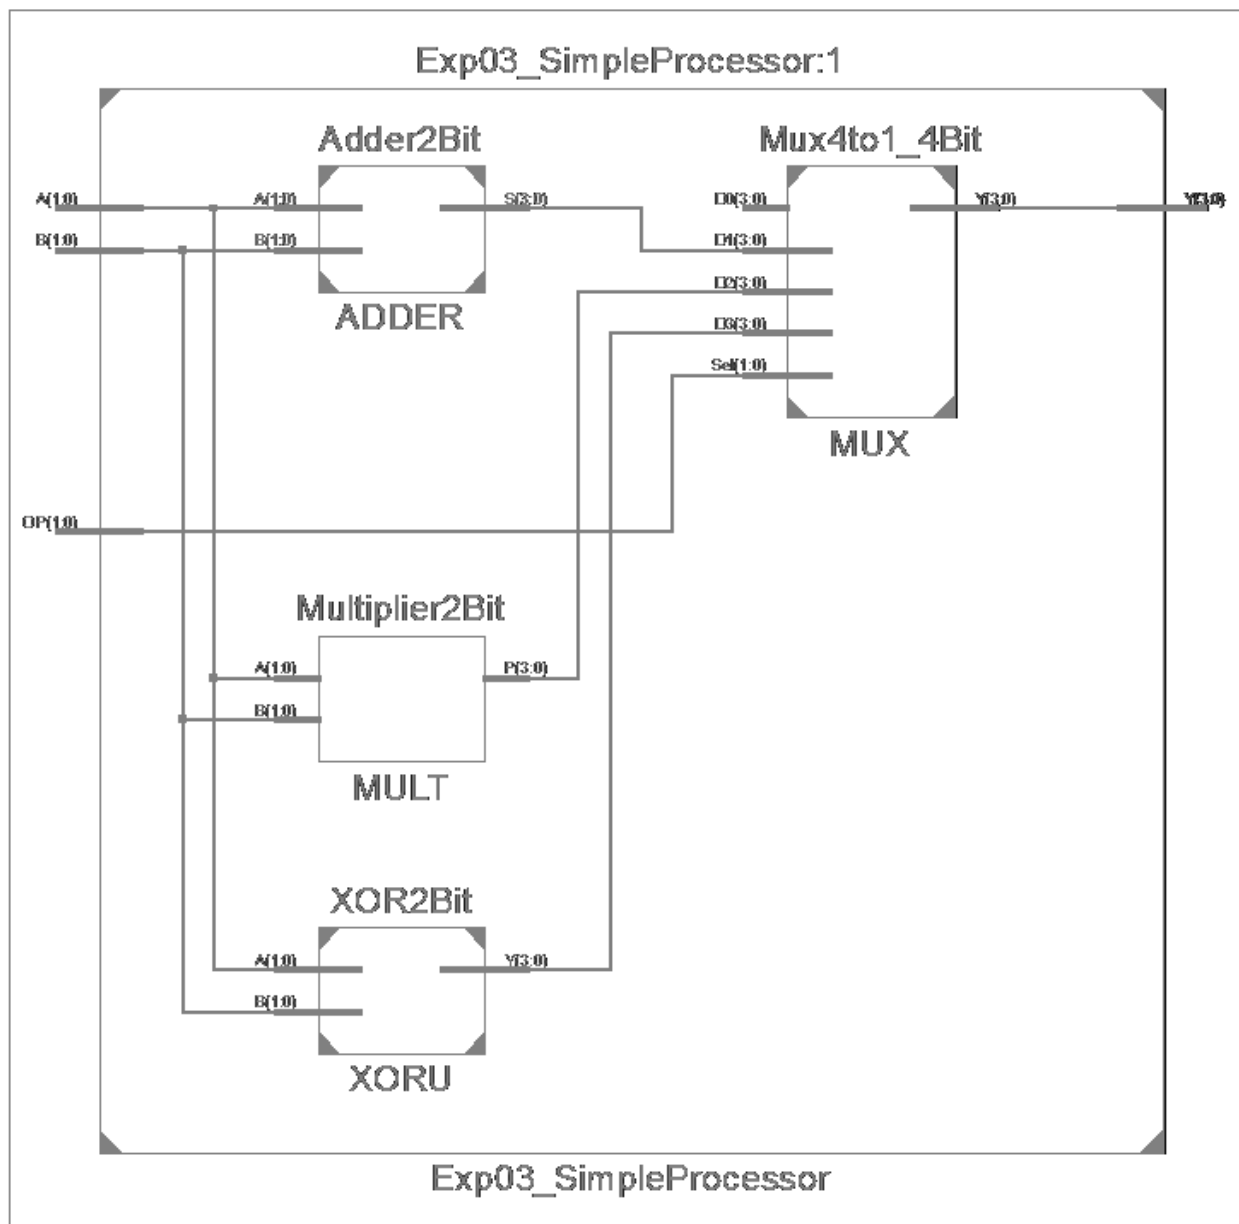 Exp03_SimpleProcessor:1
Adder2Bit
Mux4to1_4Bit
A(1:0)
A(1:0)
S(3:0)
D0(3:0)
Y(3:0)
Y(3:0)
B(1:0)
B(1:0)
D1(3:0)
D2(3:0)
ADDER
D3(3:0)
Sel(1:0)
MUX
OP(1:0)
Multiplier2Bit
A(1:0)
P(3:0)
B(1:0)
MULT
XOR2Bit
A(1:0)
Y(3:0)
B(1:0)
XORU
Exp03_SimpleProcessor